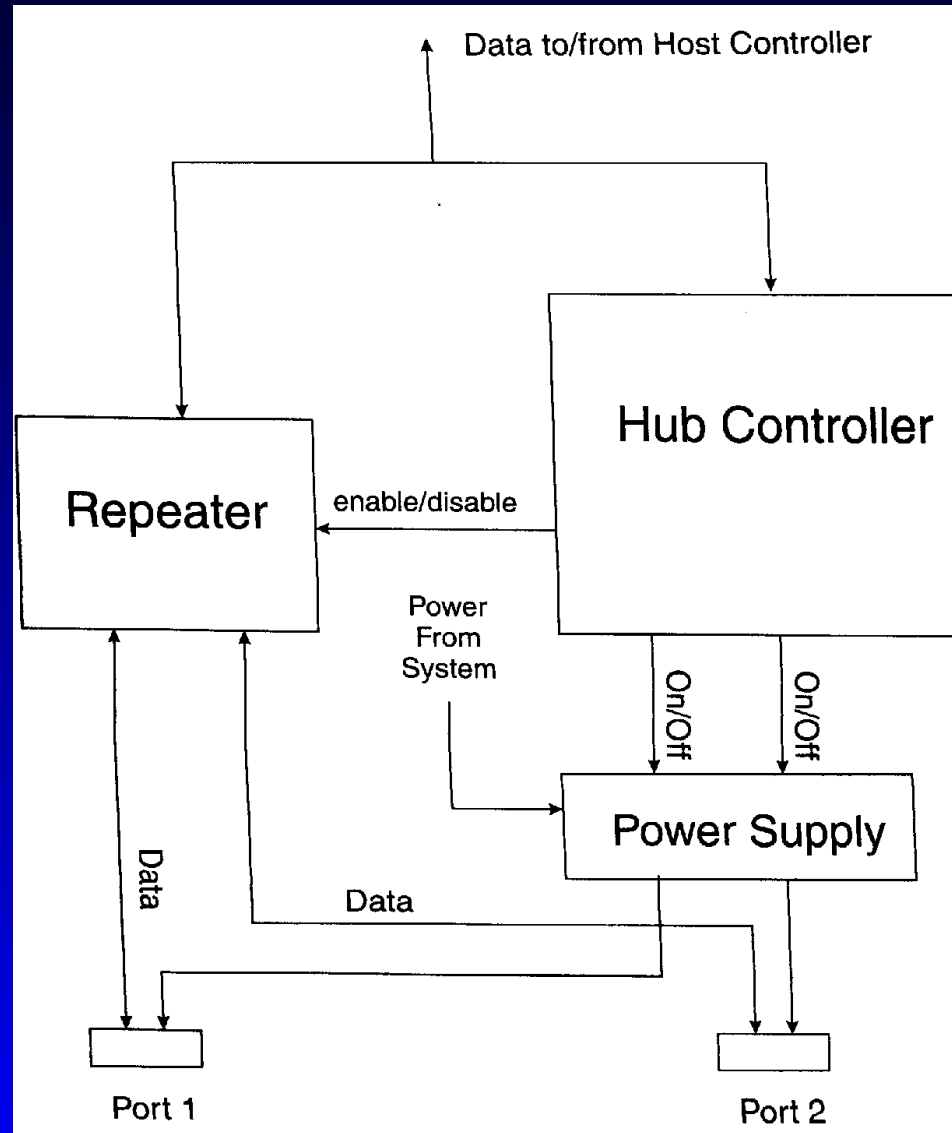 Data to/from Host Controller
Hub Controller
Repeater
enable/disable
Power
From
System
On/Off
On/Off
Power Supply
Data
Data
Port 1
Port 2